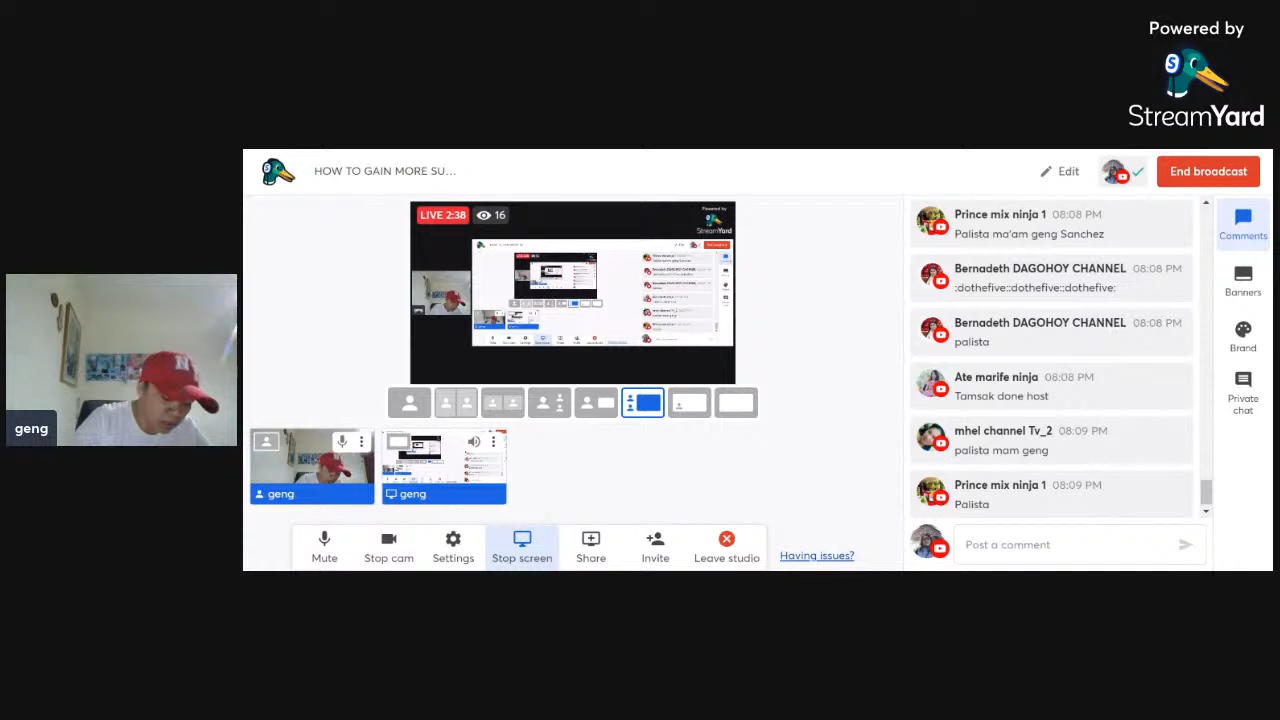 Powered by
StreamYard
HOW TO GAIN MORE SU...
Edit
End broadcast
LIVE 2:38
16
Powered by
StreamYard
geng
geng
geng
Mute
Stop cam
Settings
Stop screen
Share
Invite
Leave studio
Having issues?
Prince mix ninja 1 08:08 PM
Palista ma'am geng Sanchez
Bernadeth DAGOHOY CHANNEL 08:08 PM
:dothefive::dothefive::dothefive:
Bernadeth DAGOHOY CHANNEL 08:08 PM
palista
Ate marife ninja 08:08 PM
Tamsak done host
mhel channel Tv_2 08:09 PM
palista mam geng
Prince mix ninja 1 08:09 PM
Palista
Post a comment
Comments
Banners
Brand
Private
chat